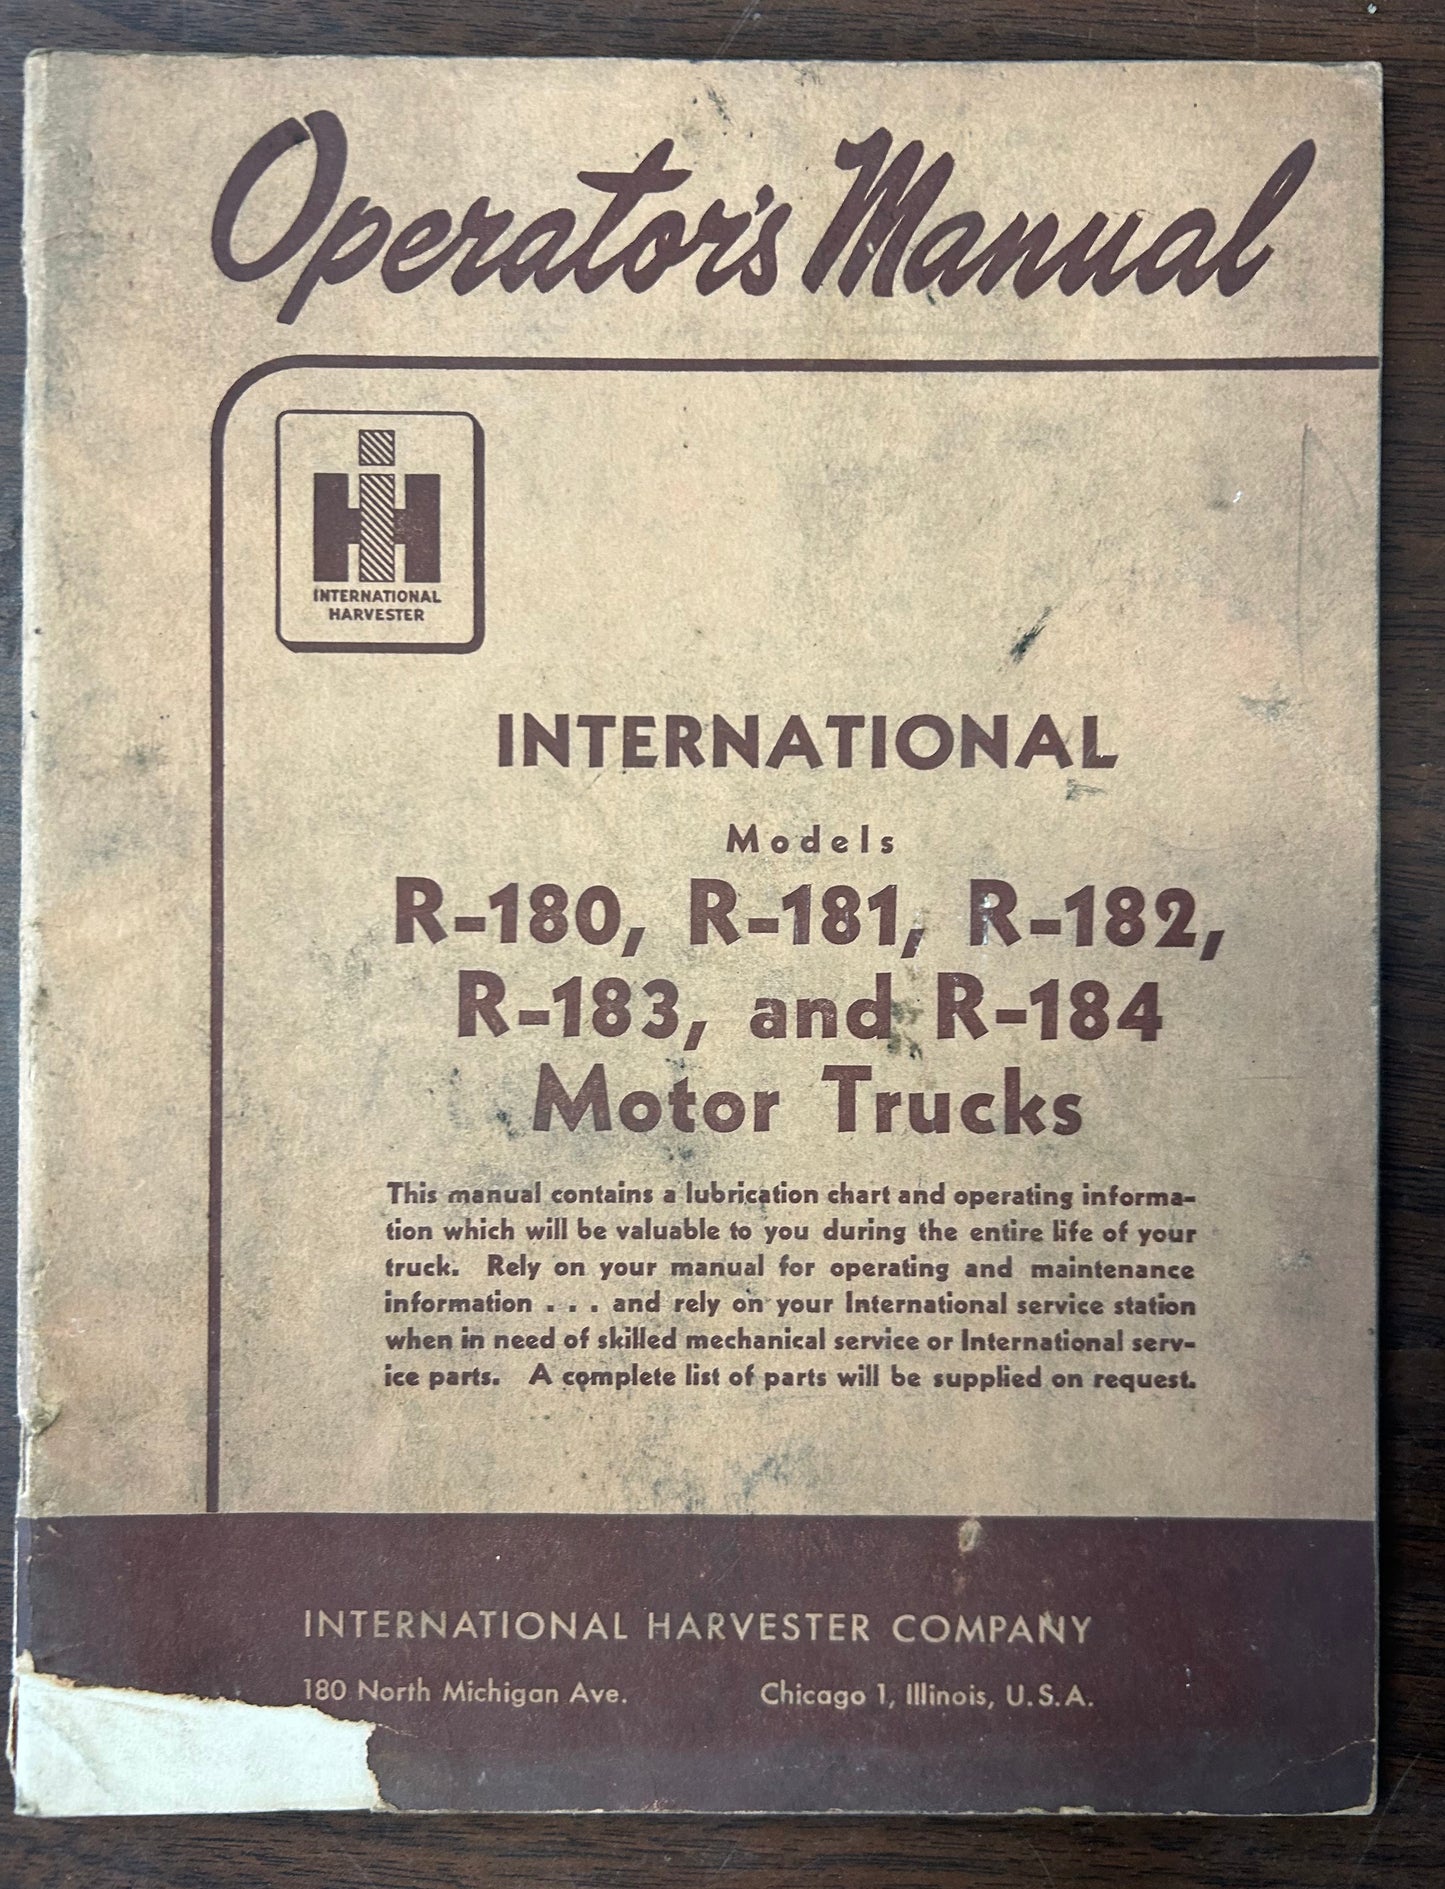 Operator's Manual
IH
INTERNATIONAL
HARVESTER
INTERNATIONAL
Models
R-180, R-181, R-182,
R-183, and R-184
Motor Trucks
This manual contains a lubrication chart and operating informa-
tion which will be valuable to you during the entire life of your
truck. Rely on your manual for operating and maintenance
information . . . and rely on your International service station
when in need of skilled mechanical service or International serv-
ice parts. A complete list of parts will be supplied on request.
INTERNATIONAL HARVESTER COMPANY
180 North Michigan Ave. Chicago 1, Illinois, U.S.A.